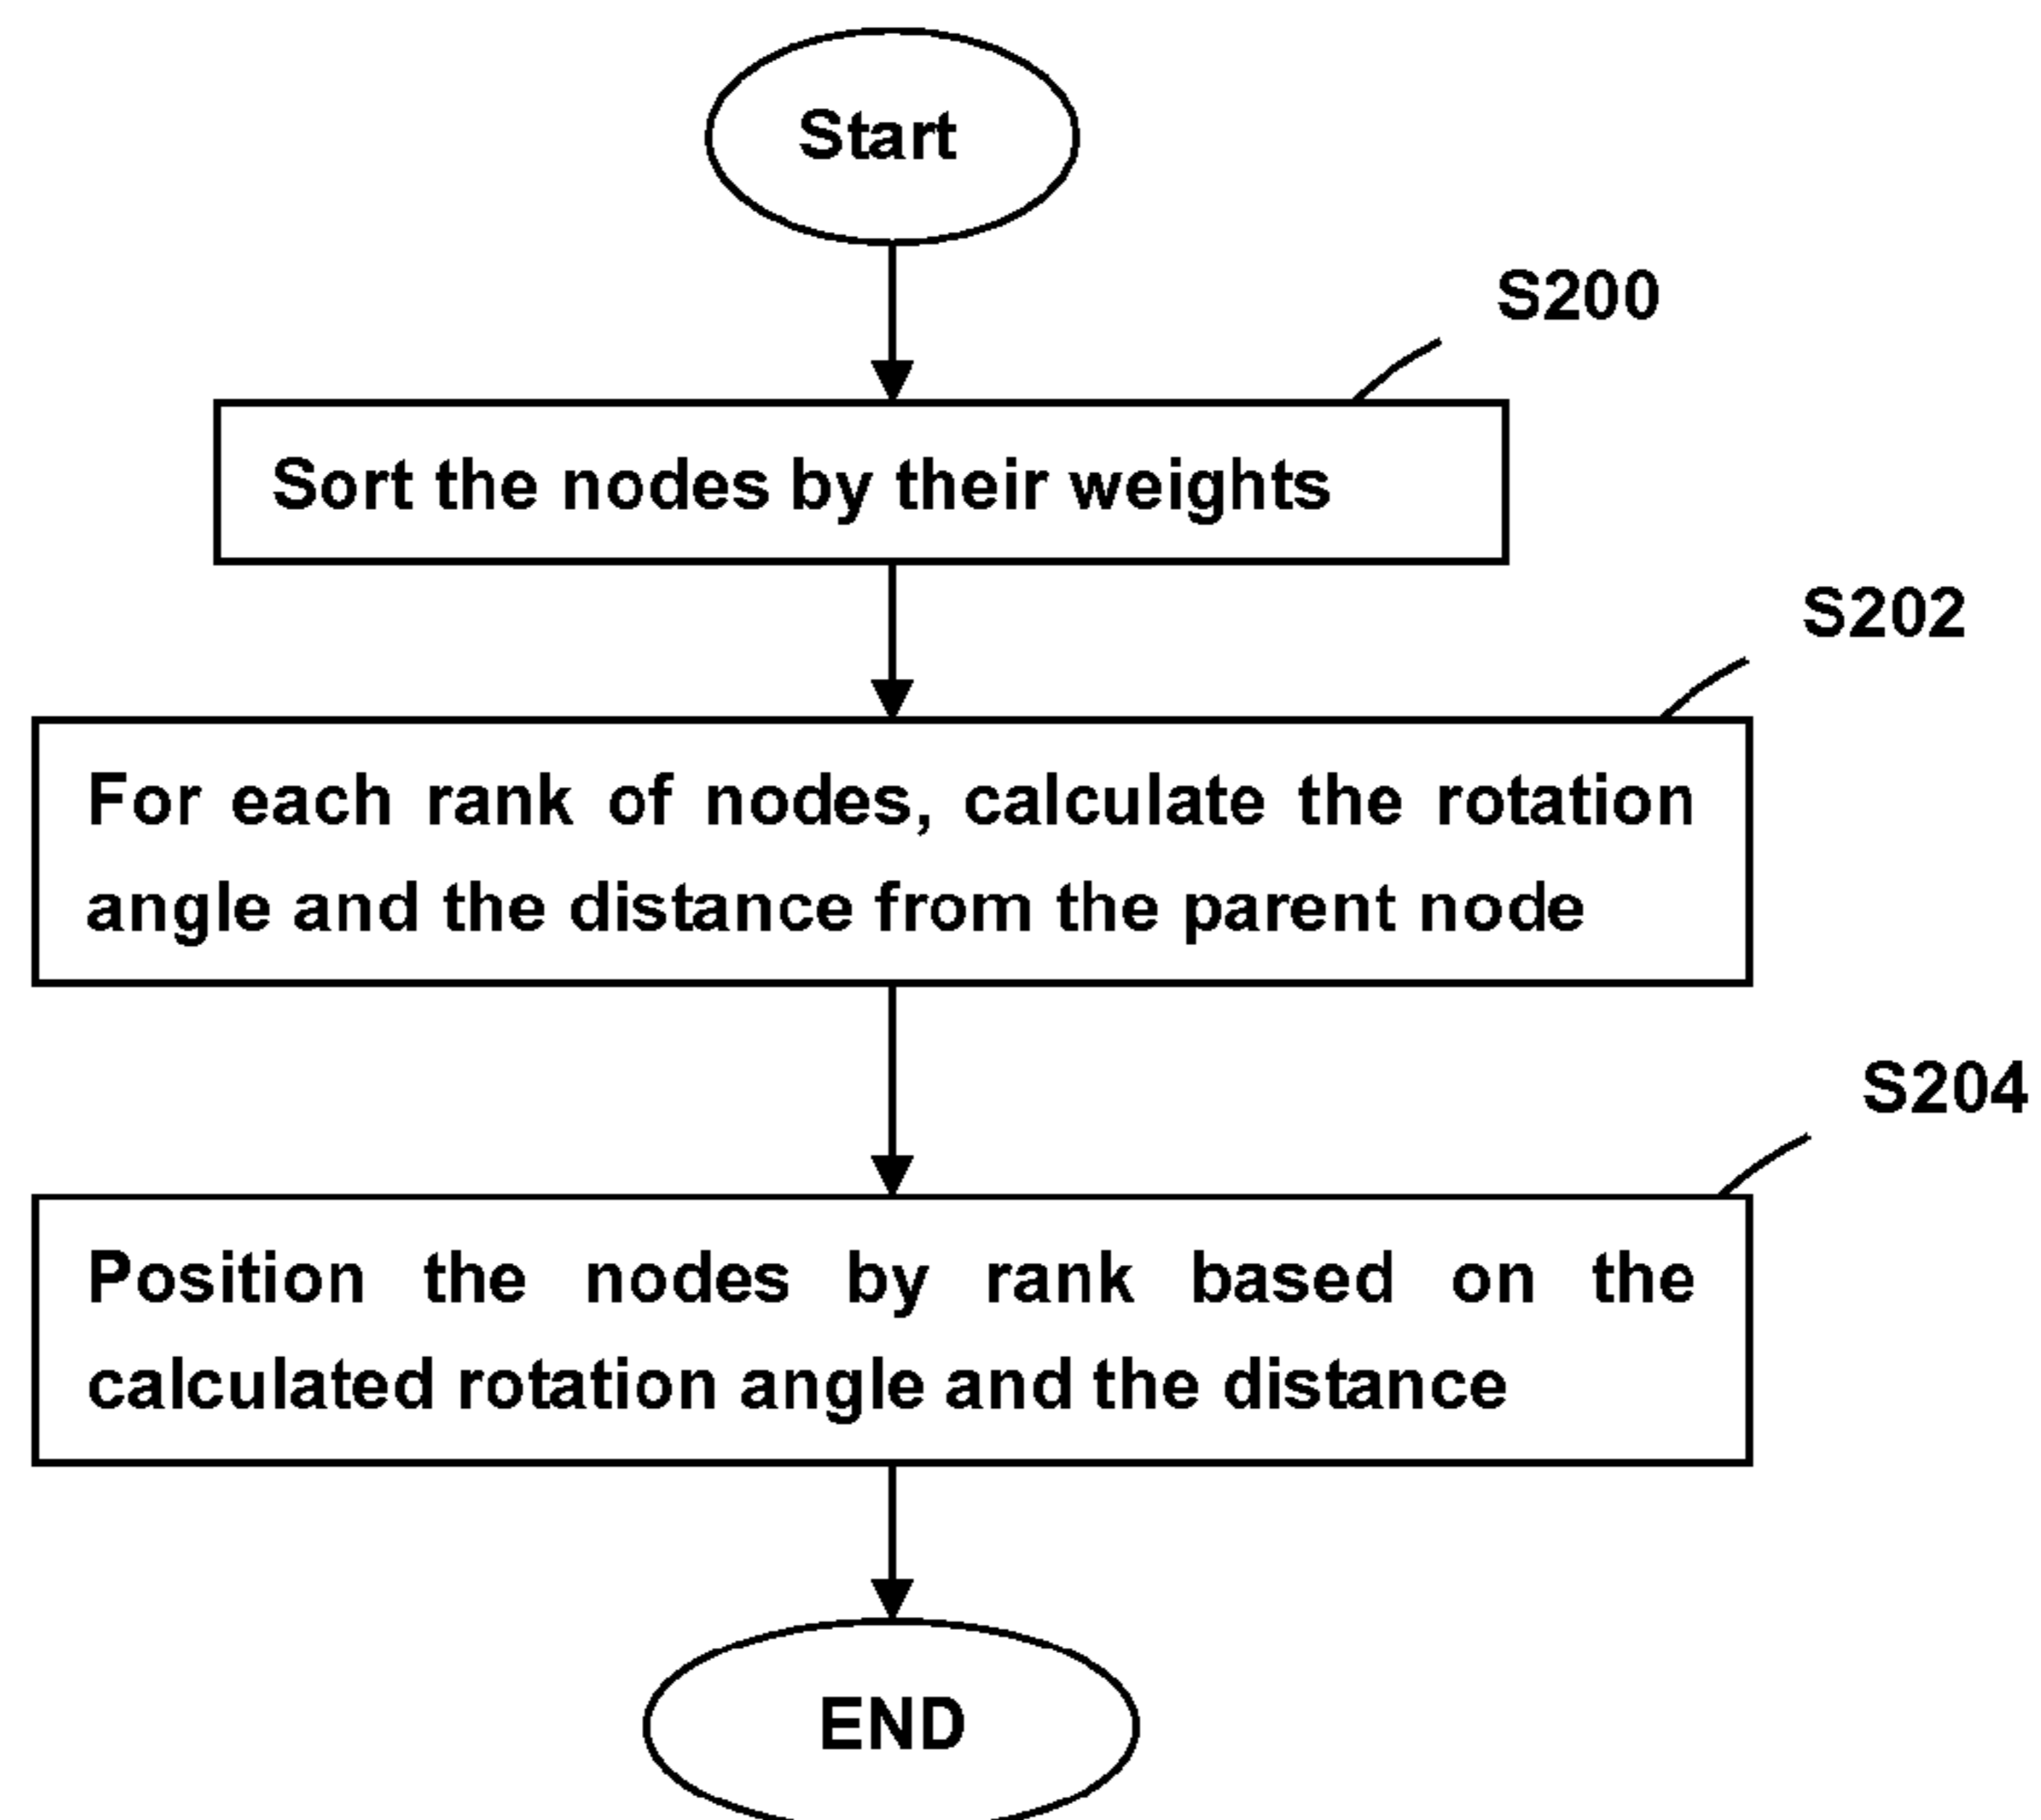 Start
S200
Sort the nodes by their weights
S202
For each rank of nodes, calculate the rotation
angle and the distance from the parent node
S204
Position the nodes by rank based on the
calculated rotation angle and the distance
END